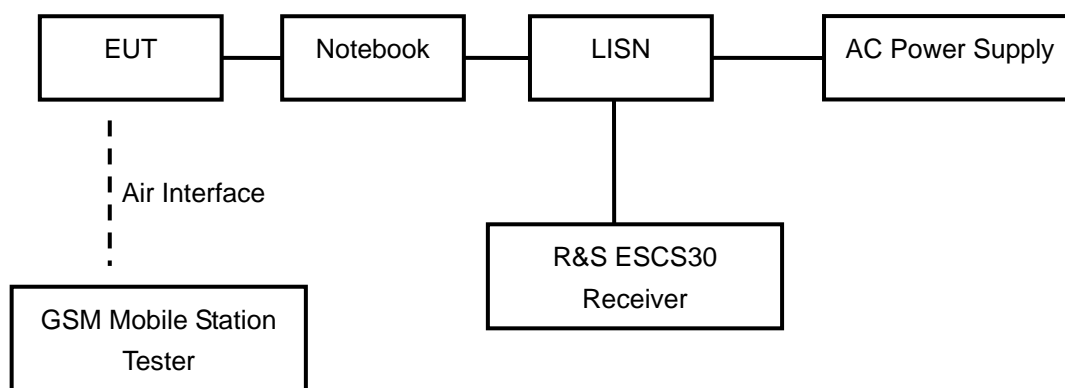 EUT
Notebook
LISN
AC Power Supply
Air Interface
R&S ESCS30
Receiver
GSM Mobile Station
Tester